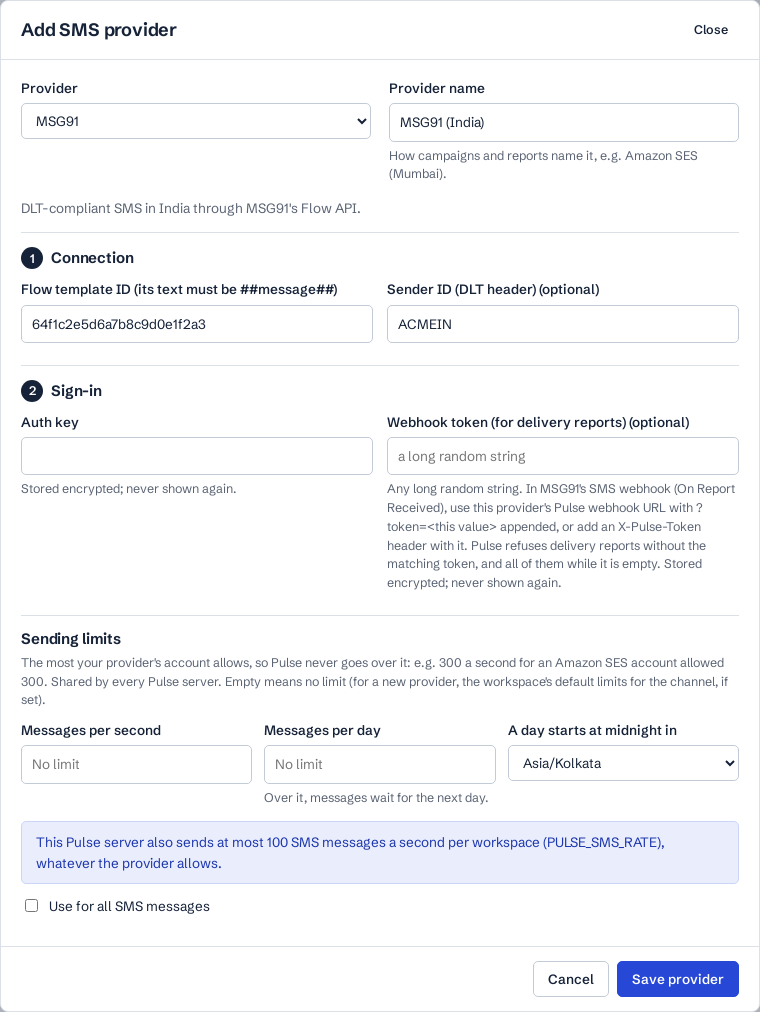 Add SMS provider
Close
Provider
Provider name
MSG91
MSG91 (India)
How campaigns and reports name it, e.g. Amazon SES
(Mumbai).
DLT-compliant SMS in India through MSG91's Flow API.
1 Connection
Flow template ID (its text must be ##message##)
Sender ID (DLT header) (optional)
64f1c2e5d6a7b8c9d0e1f2a3
ACMEIN
2 Sign-in
Auth key
Webhook token (for delivery reports) (optional)
a long random string
Stored encrypted; never shown again.
Any long random string. In MSG91's SMS webhook (On Report
Received), use this provider's Pulse webhook URL with ?
token=<this value> appended, or add an X-Pulse-Token
header with it. Pulse refuses delivery reports without the
matching token, and all of them while it is empty. Stored
encrypted; never shown again.
Sending limits
The most your provider's account allows, so Pulse never goes over it: e.g. 300 a second for an Amazon SES account allowed
300. Shared by every Pulse server. Empty means no limit (for a new provider, the workspace's default limits for the channel, if
set).
Messages per second
Messages per day
A day starts at midnight in
No limit
No limit
Asia/Kolkata
Over it, messages wait for the next day.
This Pulse server also sends at most 100 SMS messages a second per workspace (PULSE_SMS_RATE),
whatever the provider allows.
Use for all SMS messages
Cancel
Save provider